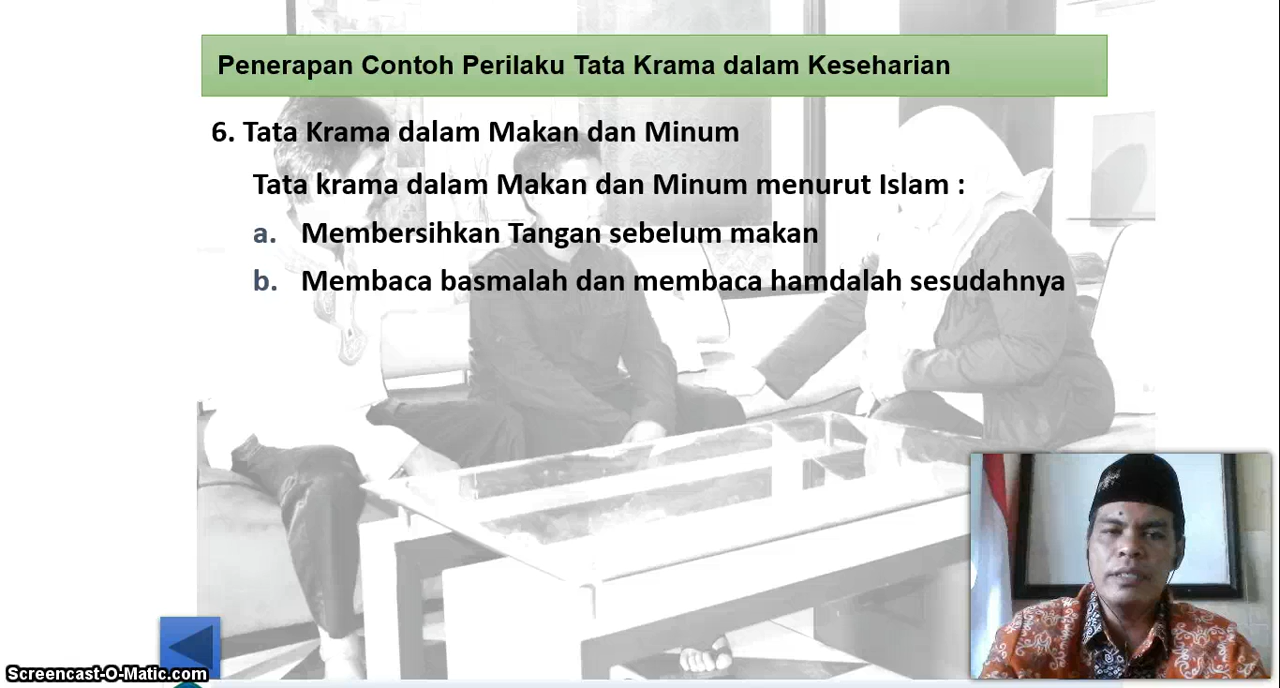 Penerapan Contoh Perilaku Tata Krama dalam Keseharian
6. Tata Krama dalam Makan dan Minum
Tata krama dalam Makan dan Minum menurut Islam :
a. Membersihkan Tangan sebelum makan
b. Membaca basmalah dan membaca hamdalah sesudahnya
Screencast-O-Matic.com